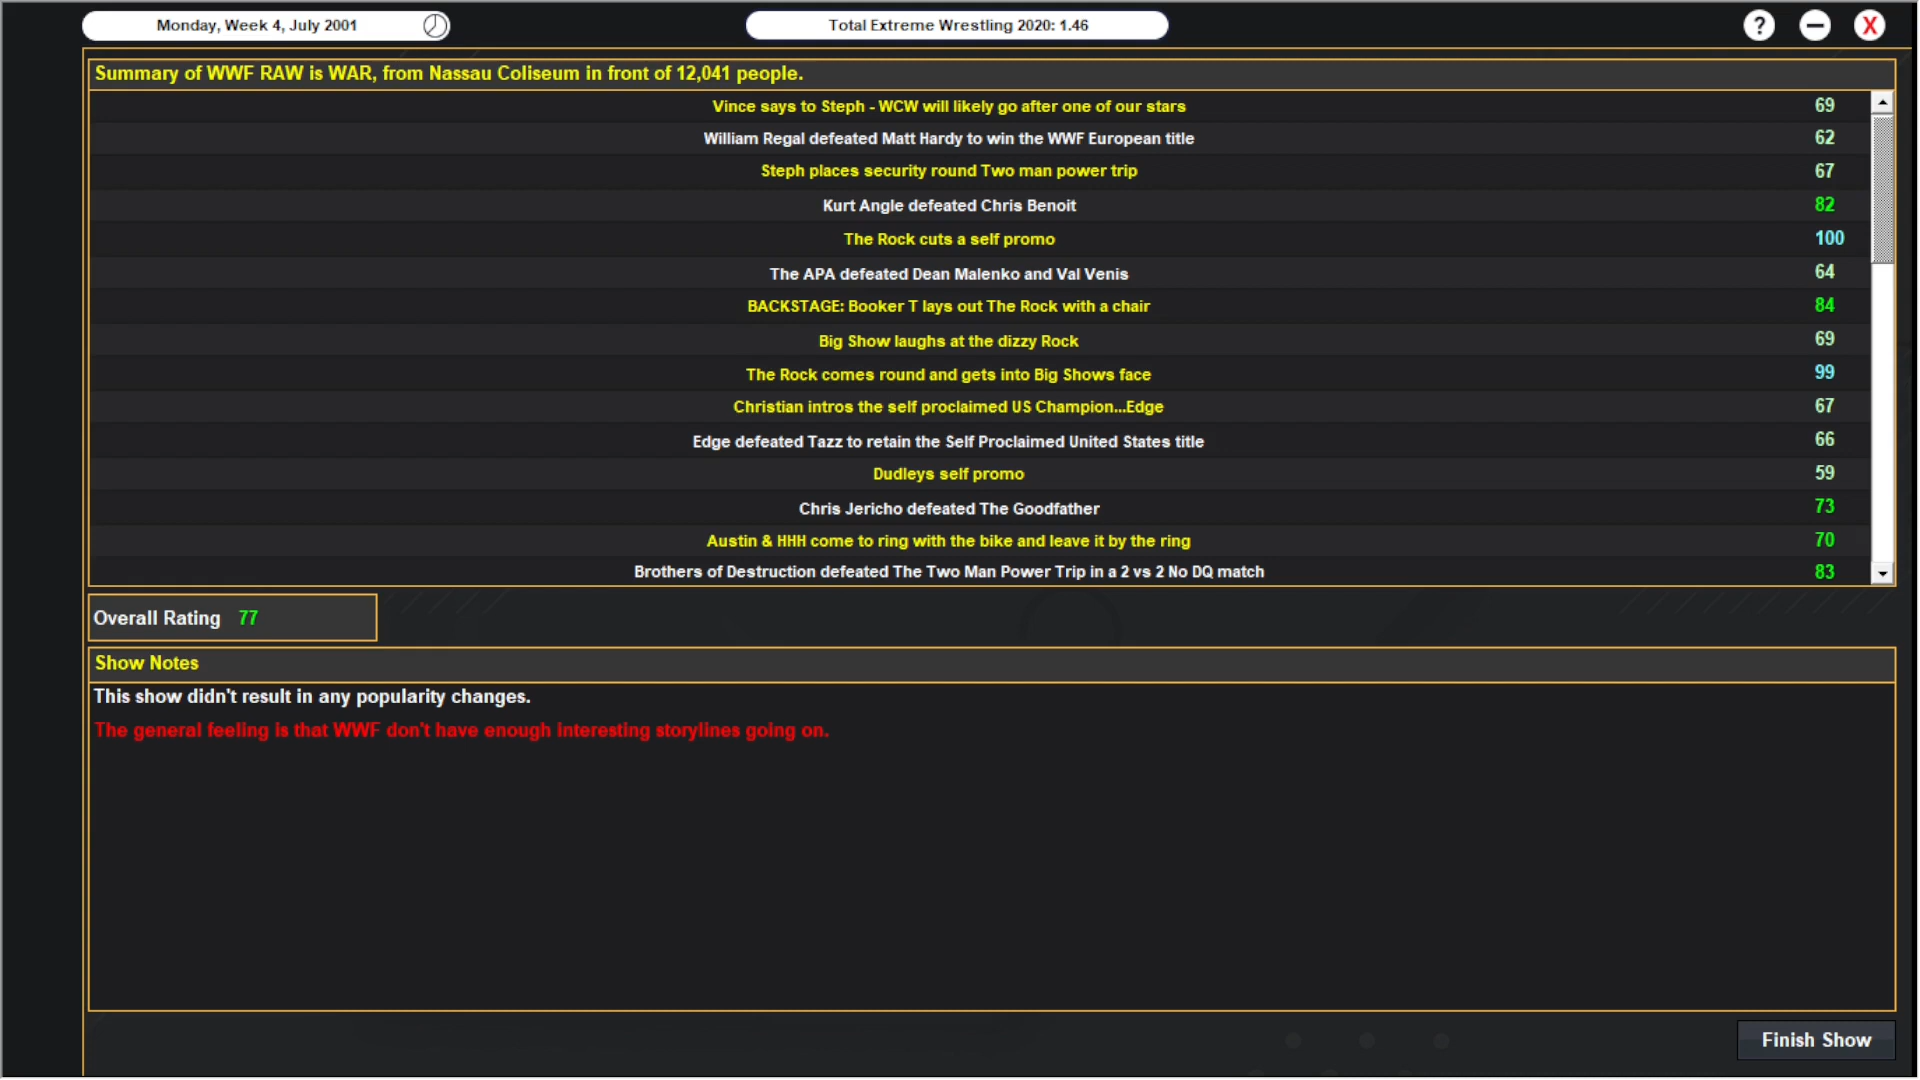 Monday, Week 4, July 2001
Total Extreme Wrestling 2020: 1.46
? X
Summary of WWF RAW is WAR, from Nassau Coliseum in front of 12,041 people.
Vince says to Steph - WCW will likely go after one of our stars 69
William Regal defeated Matt Hardy to win the WWF European title 62
Steph places security round Two man power trip 67
Kurt Angle defeated Chris Benoit 82
The Rock cuts a self promo 100
The APA defeated Dean Malenko and Val Venis 64
BACKSTAGE: Booker T lays out The Rock with a chair 84
Big Show laughs at the dizzy Rock 69
The Rock comes round and gets into Big Shows face 99
Christian intros the self proclaimed US Champion...Edge 67
Edge defeated Tazz to retain the Self Proclaimed United States title 66
Dudleys self promo 59
Chris Jericho defeated The Goodfather 73
Austin & HHH come to ring with the bike and leave it by the ring 70
Brothers of Destruction defeated The Two Man Power Trip in a 2 vs 2 No DQ match 83
Overall Rating 77
Show Notes
This show didn't result in any popularity changes.
The general feeling is that WWF don't have enough interesting storylines going on.
Finish Show